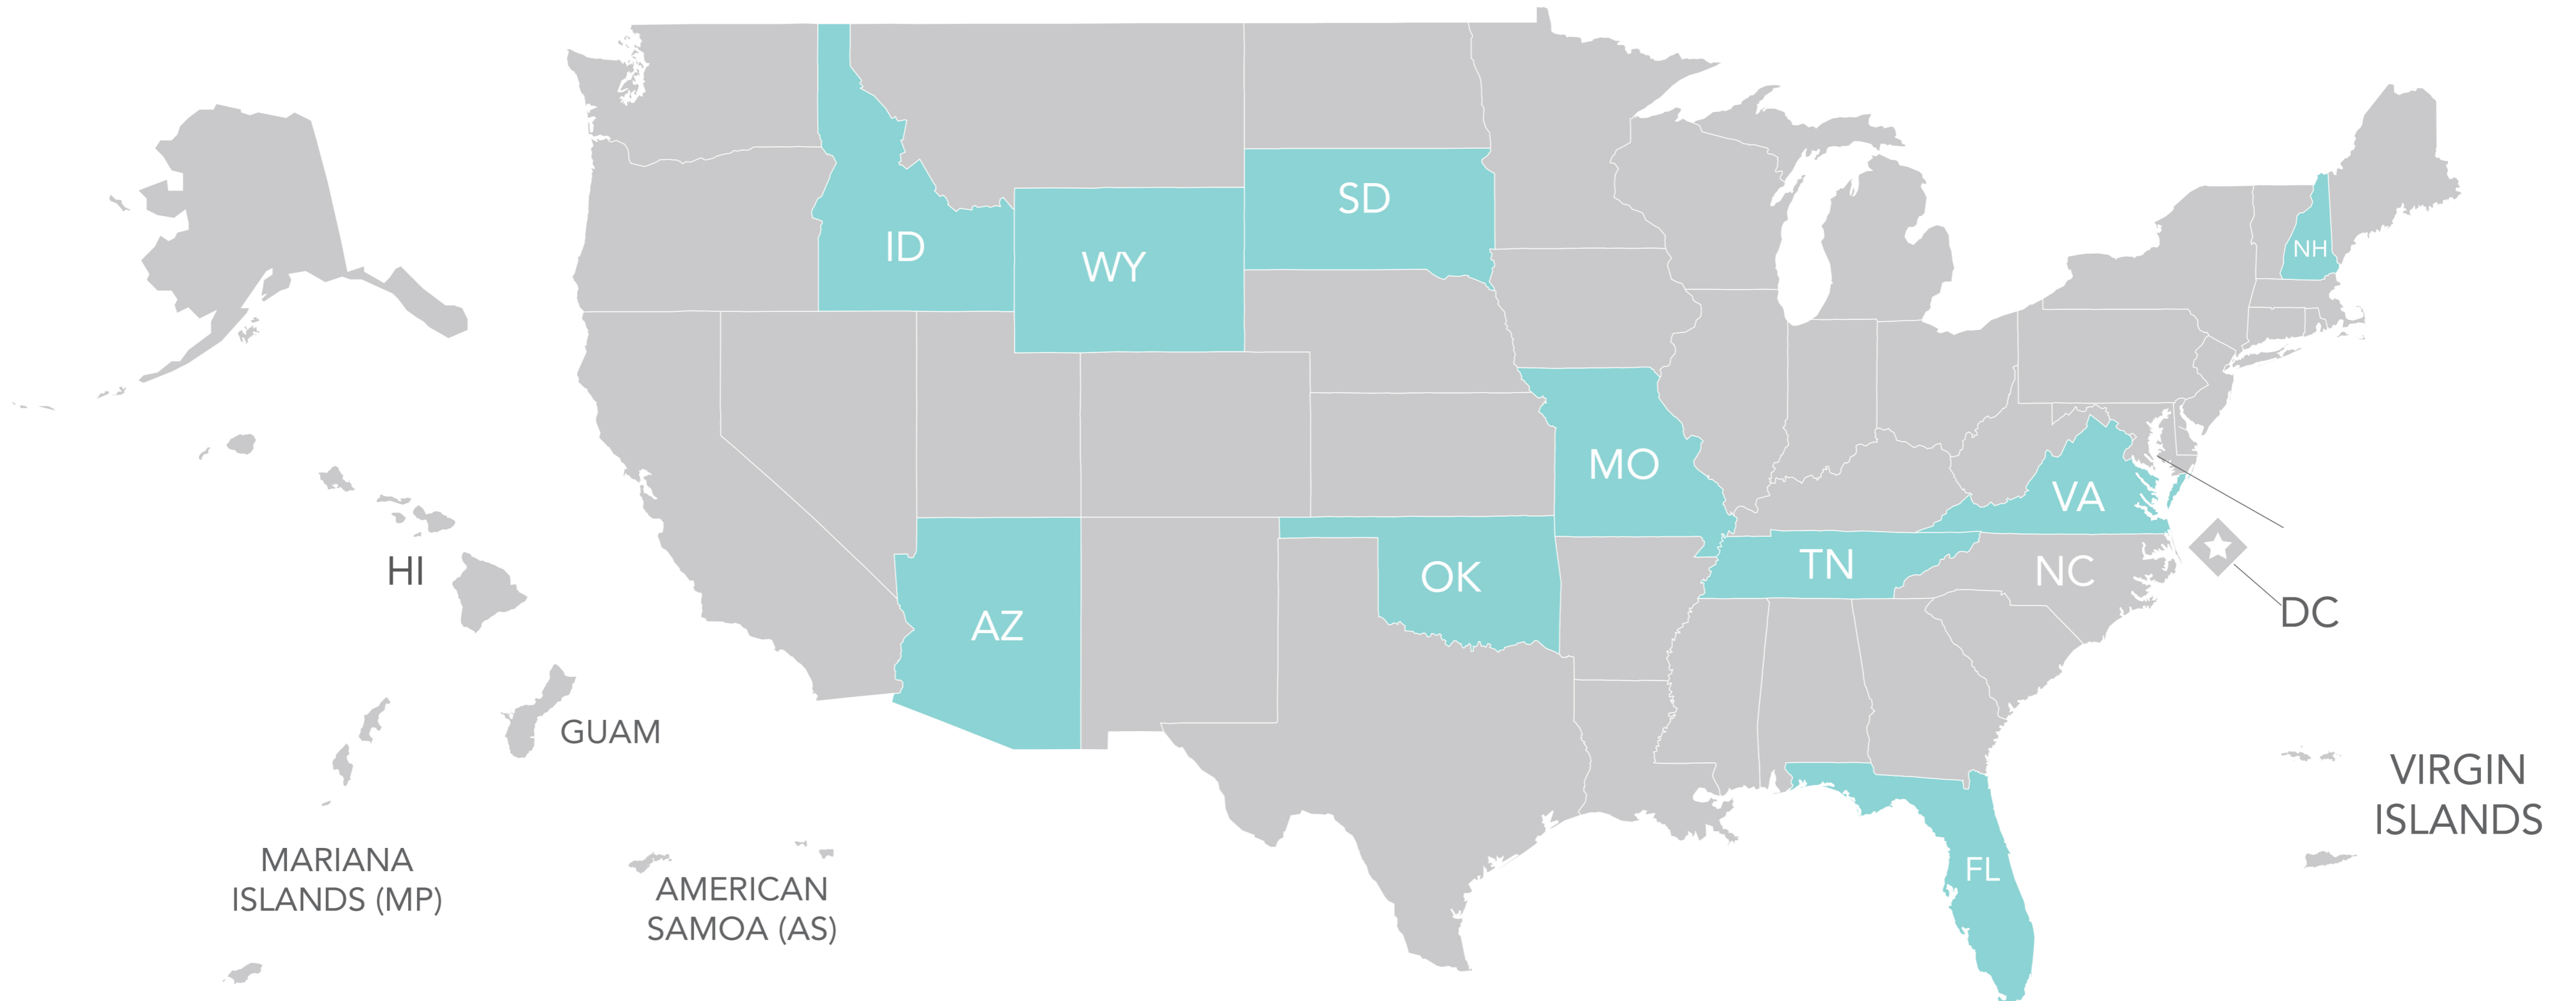 SD
ID
NH
WY
MO
VA
TN
NC
OK
HI
AZ
DC
GUAM
VIRGIN
ISLANDS
MARIANA
ISLANDS (MP)
AMERICAN
SAMOA (AS)
FL